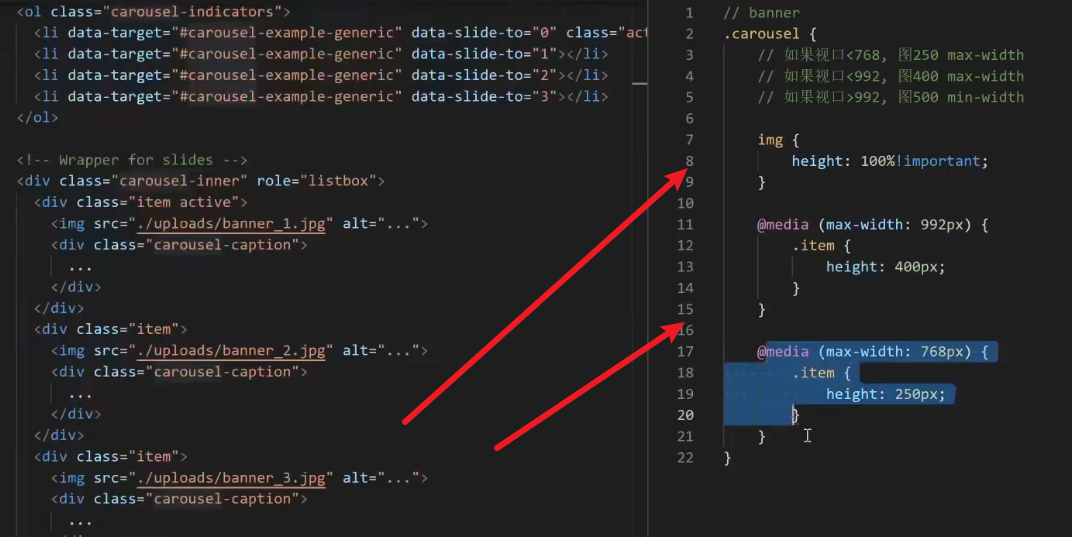 <ol class="carousel-indicators">
<li data-target="#carousel-example-generic" data-slide-to="0" class="act
<li data-target="#carousel-example-generic" data-slide-to="1"></li>
<li data-target="#carousel-example-generic" data-slide-to="2"></li>
<li data-target="#carousel-example-generic" data-slide-to="3"></li>
</ol>
<!-- Wrapper for slides -->
<div class="carousel-inner" role="listbox">
<div class="item active">
<img src="./uploads/banner_1.jpg" alt="...">
<div class="carousel-caption">
...
</div>
</div>
<div class="item">
<img src="./uploads/banner_2.jpg" alt="...">
<div class="carousel-caption">
...
</div>
</div>
<div class="item">
<img src="./uploads/banner_3.jpg" alt="...">
<div class="carousel-caption">
...
1 // banner
2 .carousel {
3 // 如果视口<768, 图250 max-width
4 // 如果视口<992, 图400 max-width
5 // 如果视口>992, 图500 min-width
6
7 img {
8 height: 100%!important;
9 }
10
11 @media (max-width: 992px) {
12 .item {
13 height: 400px;
14 }
15 }
16
17 @media (max-width: 768px) {
18 .item {
19 height: 250px;
20 }
21 }
22 }